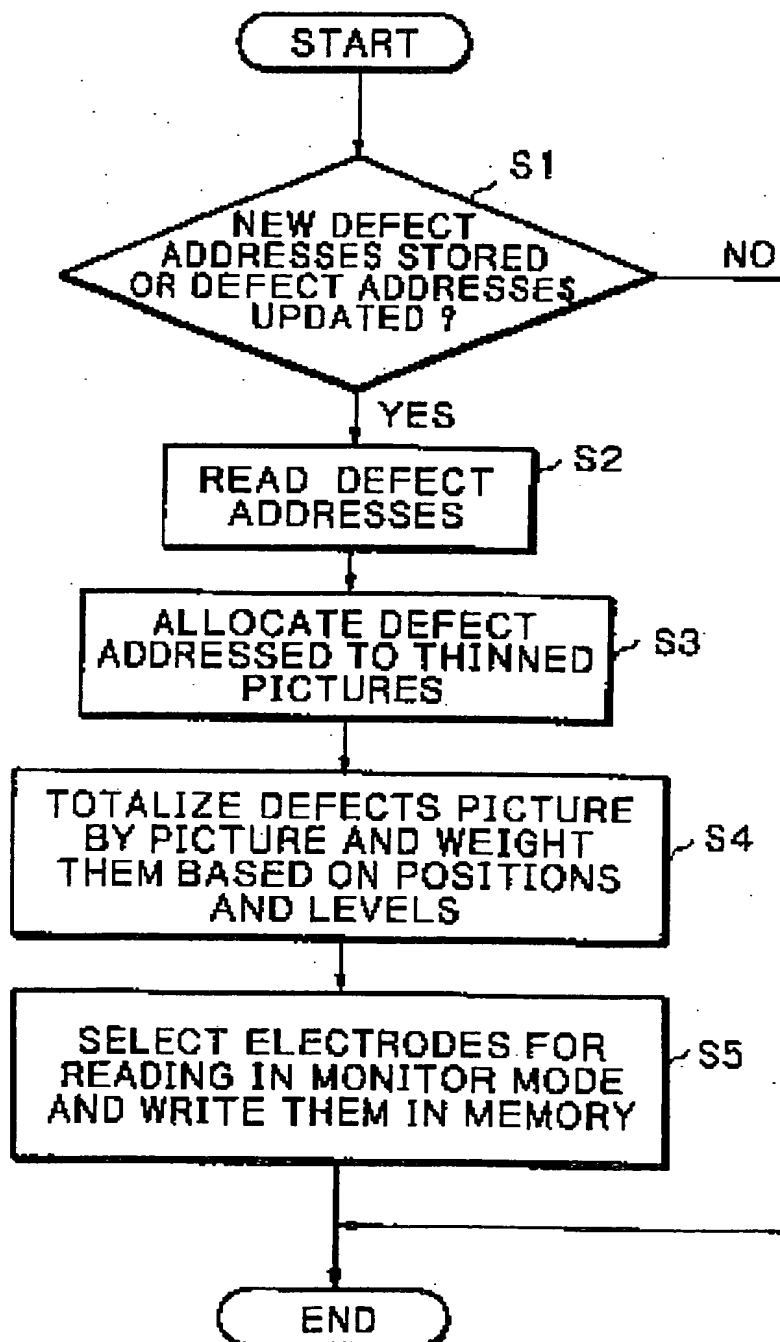 START
S1
NEW DEFECT
ADDRESSES STORED
OR DEFECT ADDRESSES
UPDATED ?
NO
YES
S2
READ DEFECT
ADDRESSES
S3
ALLOCATE DEFECT
ADDRESSED TO THINNED
PICTURES
S4
TOTALIZE DEFECTS PICTURE
BY PICTURE AND WEIGHT
THEM BASED ON POSITIONS
AND LEVELS
S5
SELECT ELECTRODES FOR
READING IN MONITOR MODE
AND WRITE THEM IN MEMORY
END